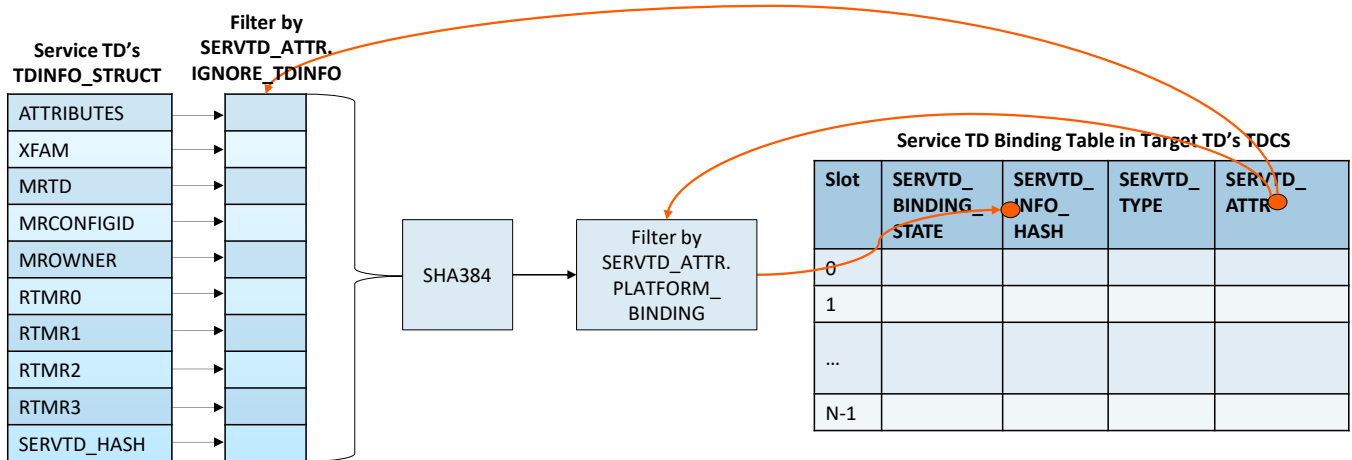 Service TD's
TDINFO_STRUCT
Filter by
SERVTD_ATTR.
IGNORE_TDINFO
ATTRIBUTES
XFAM
MRTD
MRCONFIGID
MROWNER
RTMR0
RTMR1
RTMR2
RTMR3
SERVTD_HASH
SHA384
Filter by
SERVTD_ATTR.
PLATFORM_
BINDING
Service TD Binding Table in Target TD's TDCS
Slot
SERVTD_
BINDING_
STATE
SERVTD_
INFO_
HASH
SERVTD_
TYPE
SERVTD_
ATTR
0
1
...
N-1